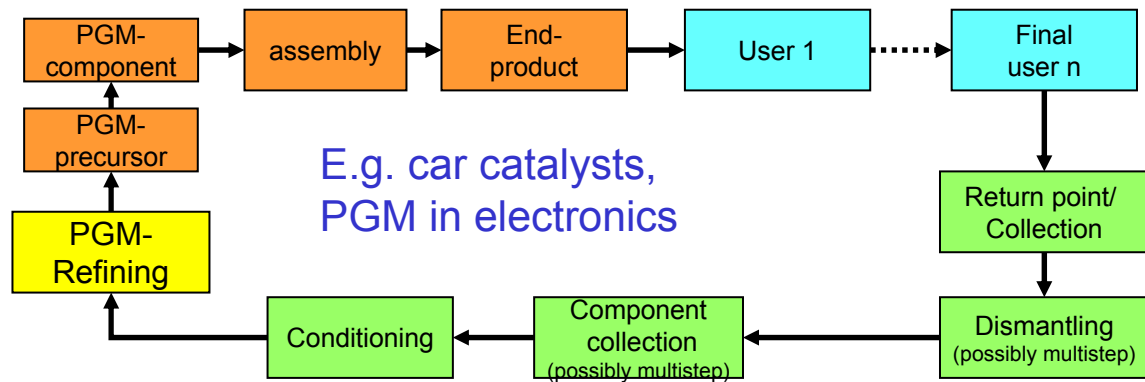 PGM-
component
assembly
End-
product
User 1
Final
user n
PGM-
precursor
E.g. car catalysts,
PGM in electronics
Return point/
Collection
PGM-
Refining
Conditioning
Component
collection
(possibly multistep)
Dismantling
(possibly multistep)